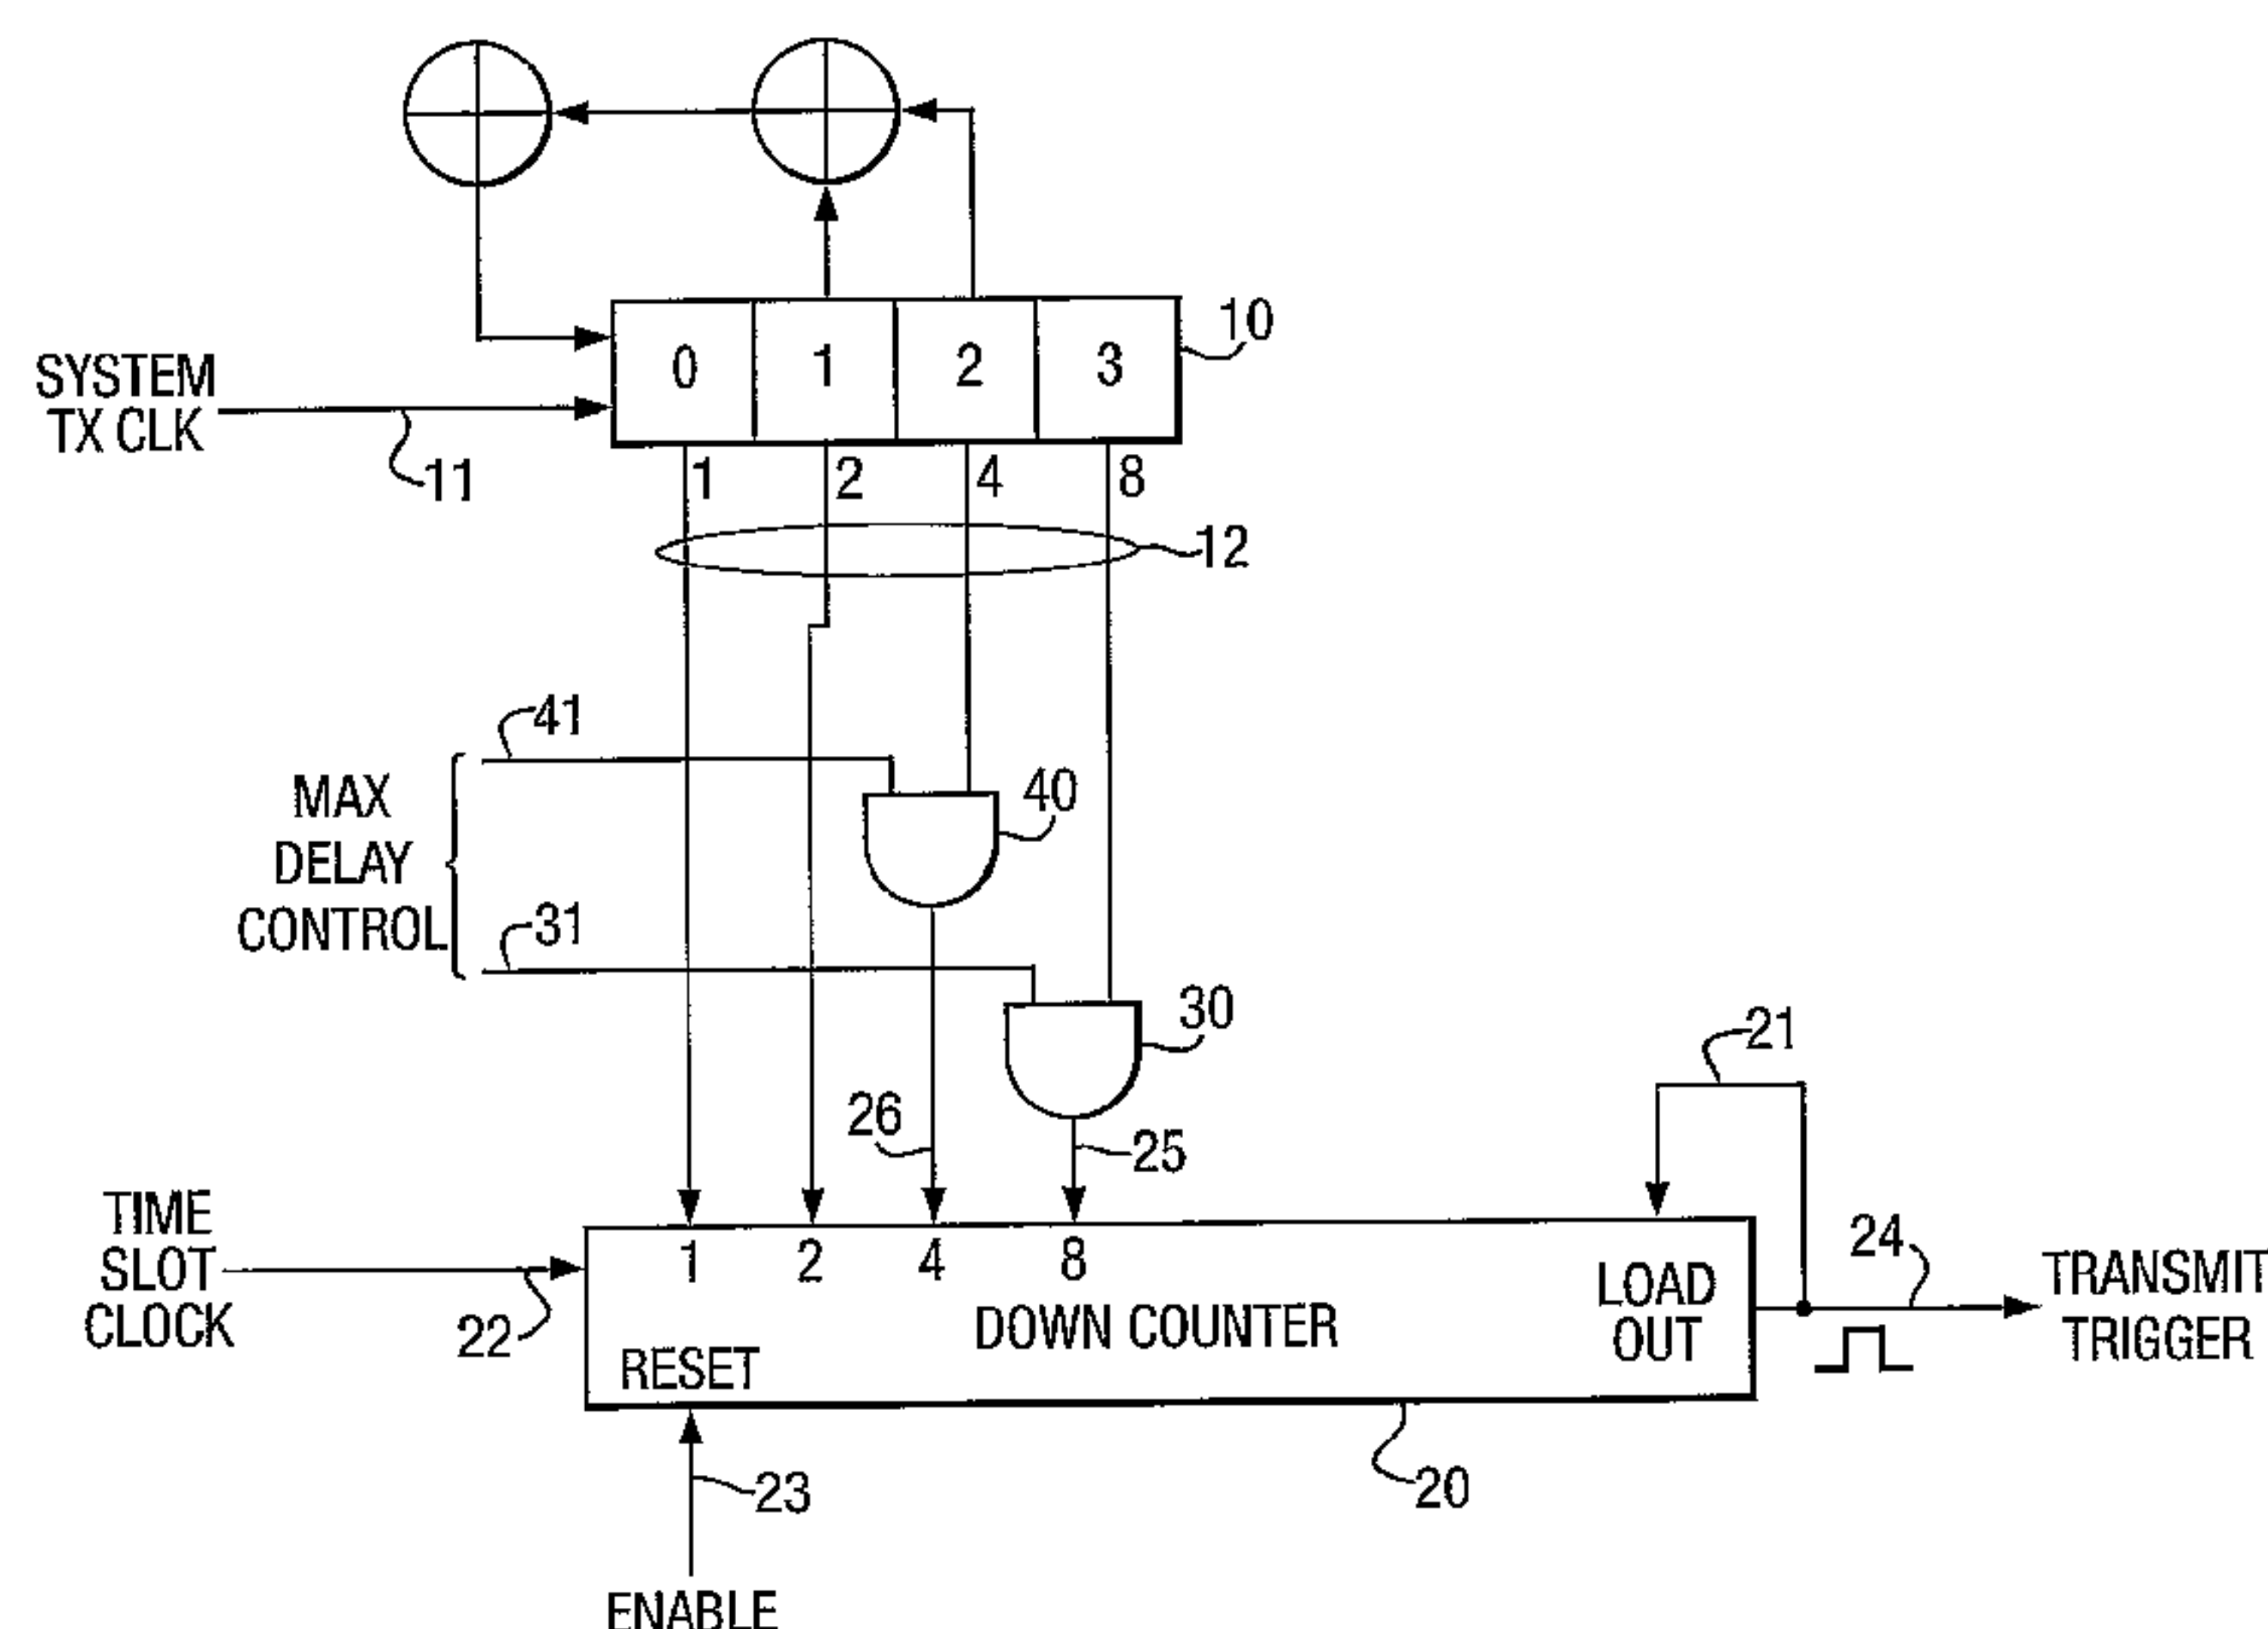 0 1 2 3
10
SYSTEM
TX CLK
11
1 2 4 8
12
41
MAX
DELAY
CONTROL
40
31
30
21
26
25
TIME
SLOT
CLOCK
22
1 2 4 8
DOWN COUNTER
RESET
LOAD
OUT
24
TRANSMIT
TRIGGER
23
20
ENABLE